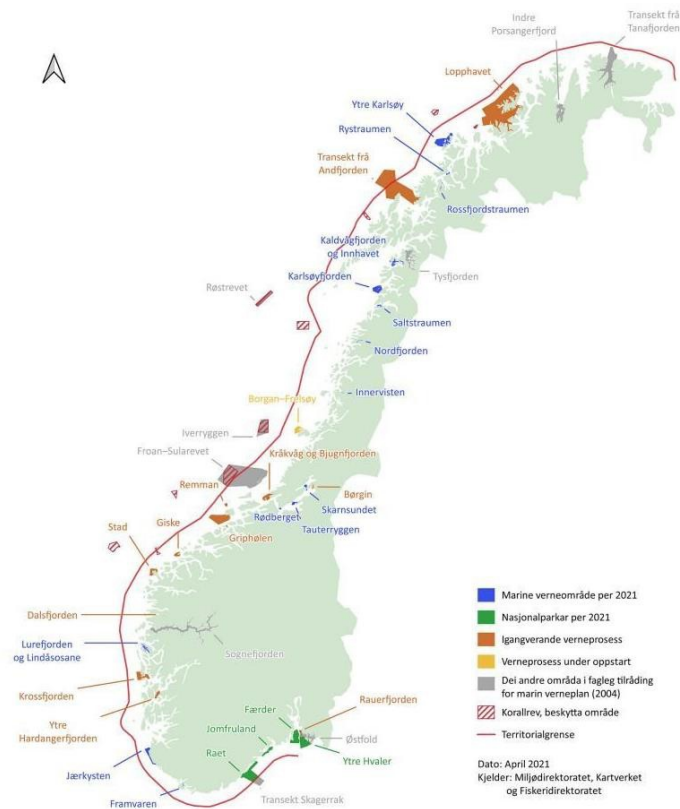 Indre
Porsangerfjord
Transekt frå
Tanafjorden
Lopphavet
Ytre Karlsøy
Rystraumen
Transekt frå
Andfjorden
Rossfjordstraumen
Kaldvågfjorden
og Innhavet
Karlsøyfjorden
Tysfjorden
Røstrevet
Saltstraumen
Nordfjorden
Innervisten
Borgan–Frelsøy
Iverryggen
Froan–Sularevet
Kråkvåg og Bjugnfjorden
Remman
Børgin
Skarnsundet
Rødberget
Tauterryggen
Giske
Stad
Griphølen
Dalsfjorden
Lurefjorden
og Lindåsosane
Sognefjorden
Krossfjorden
Ytre
Hardangerfjorden
Færder
Rauerfjorden
Jomfruland
Østfold
Raet
Ytre Hvaler
Jærkysten
Transekt Skagerrak
Framvaren
Marine verneområde per 2021
Nasjonalparkar per 2021
Igangverande verneprosess
Verneprosess under oppstart
Dei andre områda i fagleg tilråding
for marin verneplan (2004)
Korallrev, beskytta område
Territorialgrense
Dato: April 2021
Kjelder: Miljødirektoratet, Kartverket
og Fiskeridirektoratet